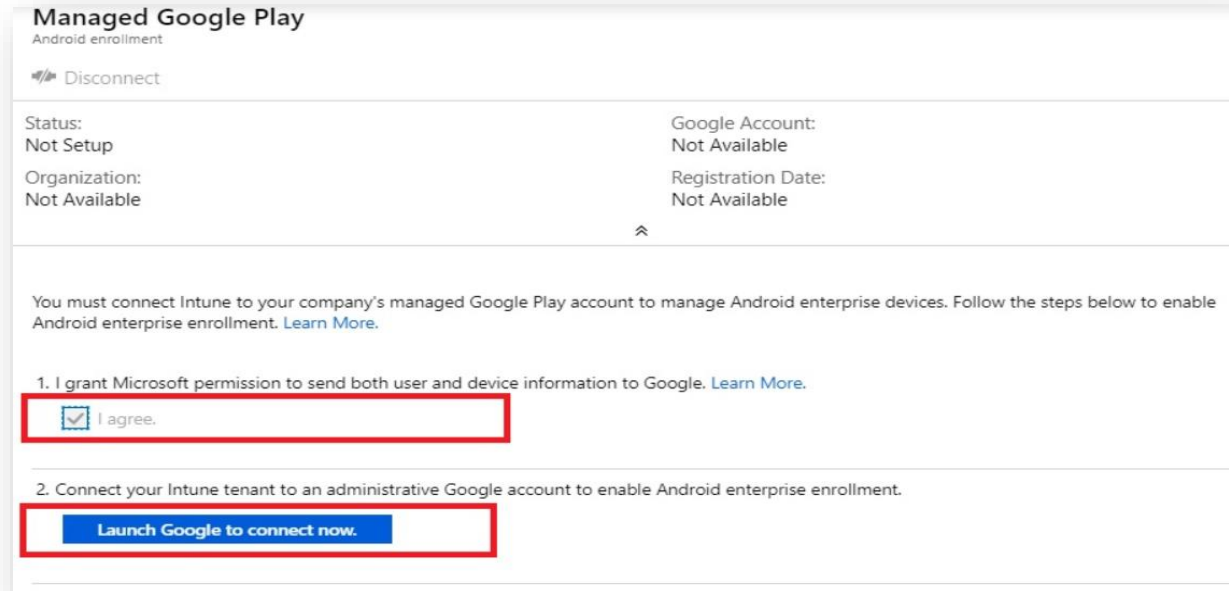 Managed Google Play
Android enrollment
Disconnect
Status:
Not Setup
Google Account:
Not Available
Organization:
Not Available
Registration Date:
Not Available
You must connect Intune to your company's managed Google Play account to manage Android enterprise devices. Follow the steps below to enable
Android enterprise enrollment. Learn More.
1. I grant Microsoft permission to send both user and device information to Google. Learn More.
I agree.
2. Connect your Intune tenant to an administrative Google account to enable Android enterprise enrollment.
Launch Google to connect now.